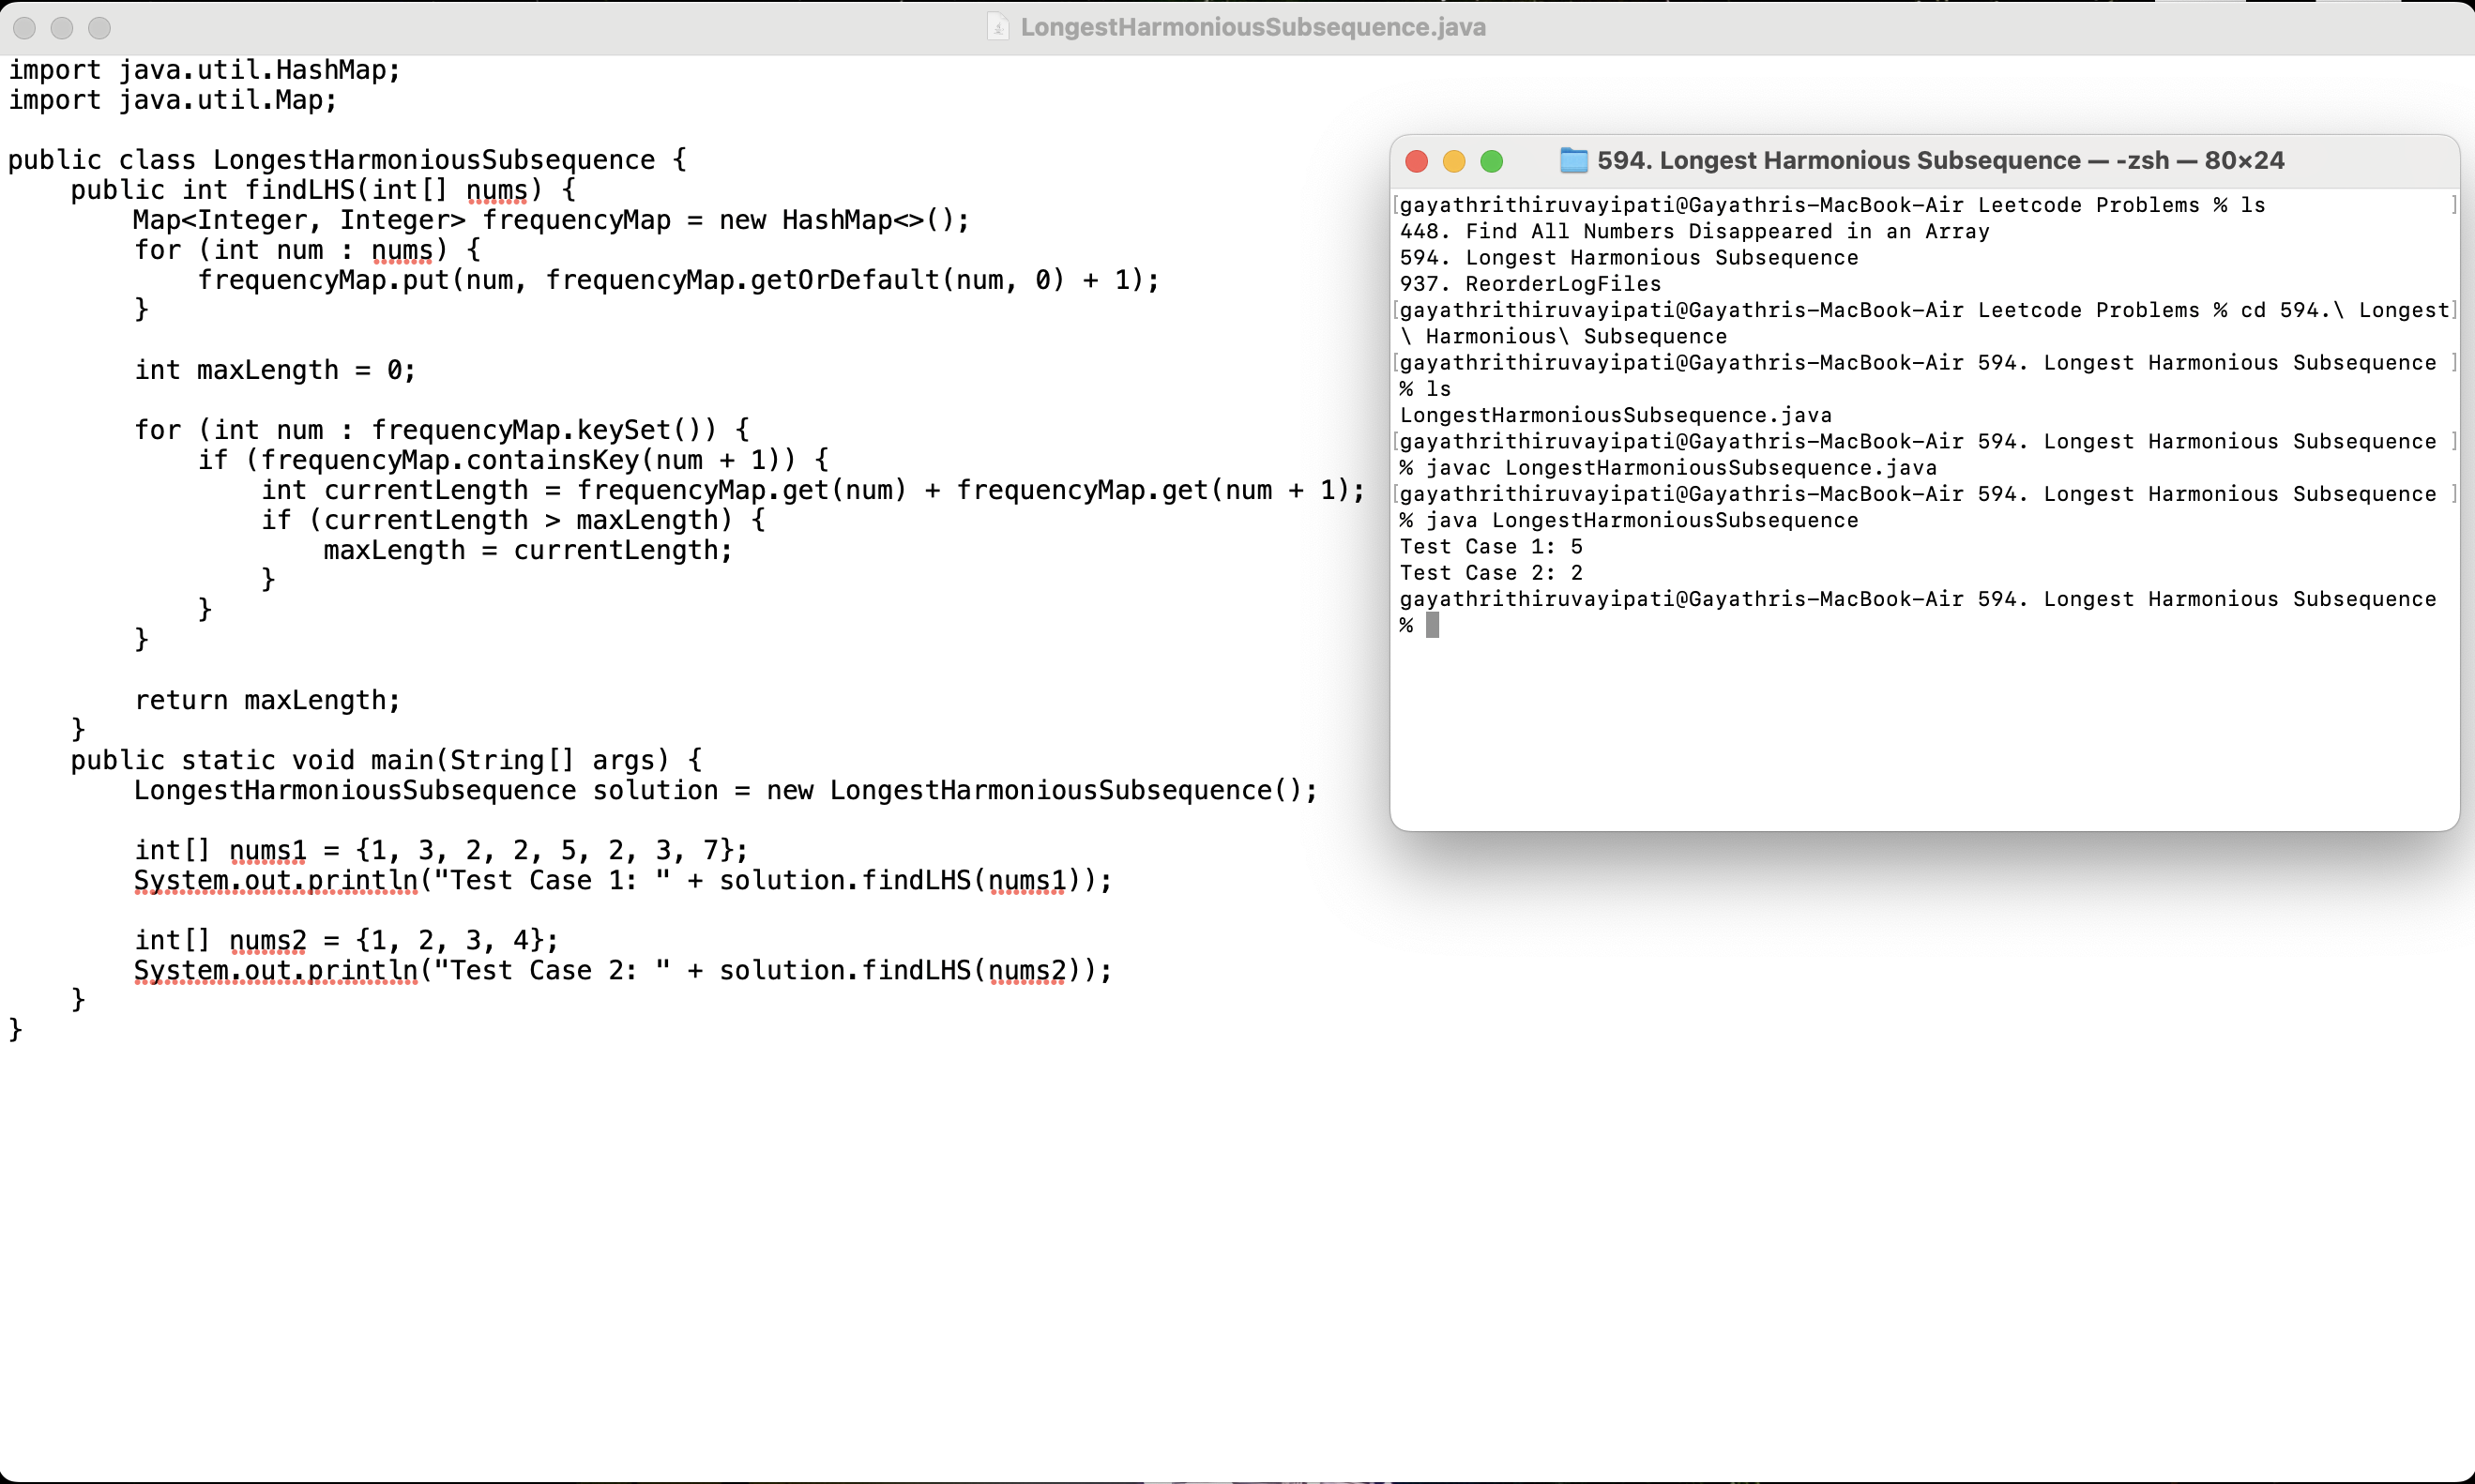 LongestHarmoniousSubsequence.java
import java.util.HashMap;
import java.util.Map;
public class LongestHarmoniousSubsequence {
public int findLHS(int[] nums) {
Map<Integer, Integer> frequencyMap = new HashMap<>();
for (int num : nums) {
frequencyMap.put(num, frequencyMap.getOrDefault(num, 0) + 1);
}
int maxLength = 0;
for (int num : frequencyMap.keySet()) {
if (frequencyMap.containsKey(num + 1)) {
int currentLength = frequencyMap.get(num) + frequencyMap.get(num + 1);
if (currentLength > maxLength) {
maxLength = currentLength;
}
}
}
return maxLength;
}
public static void main(String[] args) {
LongestHarmoniousSubsequence solution = new LongestHarmoniousSubsequence();
int[] nums1 = {1, 3, 2, 2, 5, 2, 3, 7};
System.out.println("Test Case 1: " + solution.findLHS(nums1));
int[] nums2 = {1, 2, 3, 4};
System.out.println("Test Case 2: " + solution.findLHS(nums2));
}
}
594. Longest Harmonious Subsequence — -zsh — 80×24
[gayathrithiruvayipati@Gayathris-MacBook-Air Leetcode Problems % ls ]
448. Find All Numbers Disappeared in an Array
594. Longest Harmonious Subsequence
937. ReorderLogFiles
[gayathrithiruvayipati@Gayathris-MacBook-Air Leetcode Problems % cd 594.\ Longest]
\ Harmonious\ Subsequence
[gayathrithiruvayipati@Gayathris-MacBook-Air 594. Longest Harmonious Subsequence ]
% ls
LongestHarmoniousSubsequence.java
[gayathrithiruvayipati@Gayathris-MacBook-Air 594. Longest Harmonious Subsequence ]
% javac LongestHarmoniousSubsequence.java
[gayathrithiruvayipati@Gayathris-MacBook-Air 594. Longest Harmonious Subsequence ]
% java LongestHarmoniousSubsequence
Test Case 1: 5
Test Case 2: 2
gayathrithiruvayipati@Gayathris-MacBook-Air 594. Longest Harmonious Subsequence
%